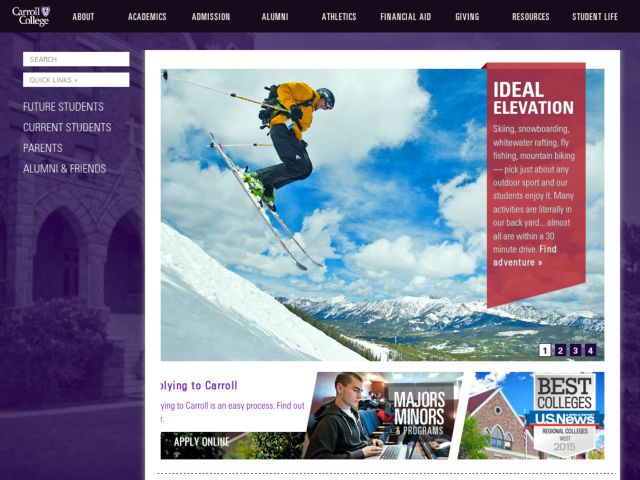 Carroll
College
ABOUT
ACADEMICS
ADMISSION
ALUMNI
ATHLETICS
FINANCIAL AID
GIVING
RESOURCES
STUDENT LIFE
SEARCH
QUICK LINKS »
FUTURE STUDENTS
CURRENT STUDENTS
PARENTS
ALUMNI & FRIENDS
IDEAL
ELEVATION
Skiing, snowboarding,
whitewater rafting, fly
fishing, mountain biking
— pick just about any
outdoor sport and our
students enjoy it. Many
activities are literally in
our back yard... almost
all are within a 30
minute drive. Find
adventure »
1 2 3 4
plying to Carroll
ying to Carroll is an easy process. Find out
e.
APPLY ONLINE
MAJORS
MINORS
& PROGRAMS
BEST
COLLEGES
U.S.News
REGIONAL COLLEGES
WEST
2015